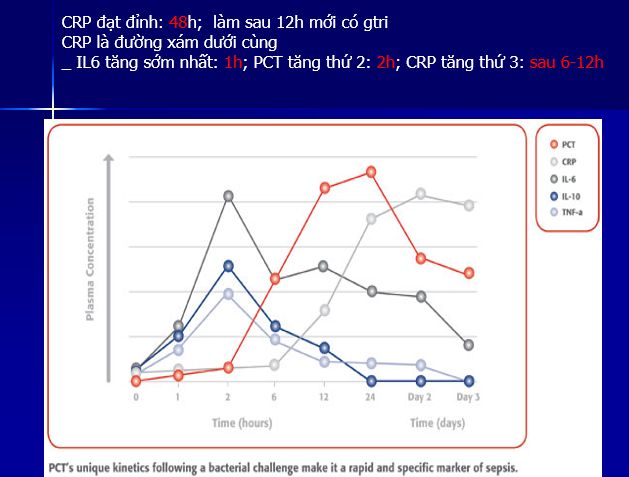 CRP đạt đỉnh: 48h;  làm sau 12h mới có gtri
CRP là đường xám dưới cùng
_ IL6 tăng sớm nhất: 1h; PCT tăng thứ 2: 2h; CRP tăng thứ 3: sau 6-12h
PCT
CRP
IL-6
IL-10
TNF-a
Plasma Concentration
0 1 2 6 12 24 Day 2 Day 3
Time (hours) Time (days)
PCT's unique kinetics following a bacterial challenge make it a rapid and specific marker of sepsis.